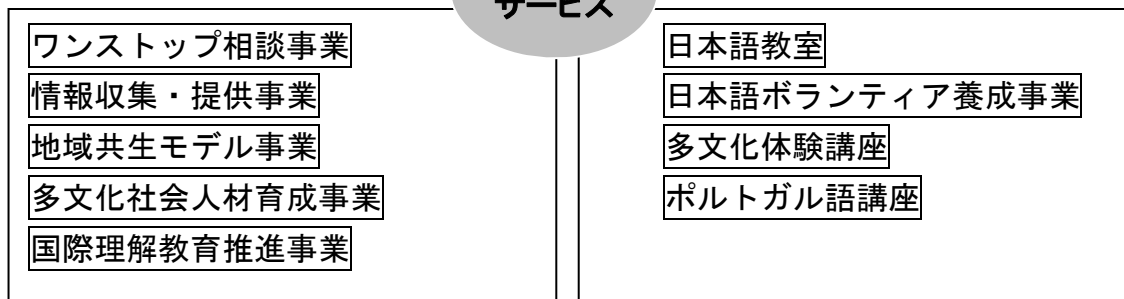 サービス
ワンストップ相談事業
情報収集・提供事業
地域共生モデル事業
多文化社会人材育成事業
国際理解教育推進事業
日本語教室
日本語ボランティア養成事業
多文化体験講座
ポルトガル語講座